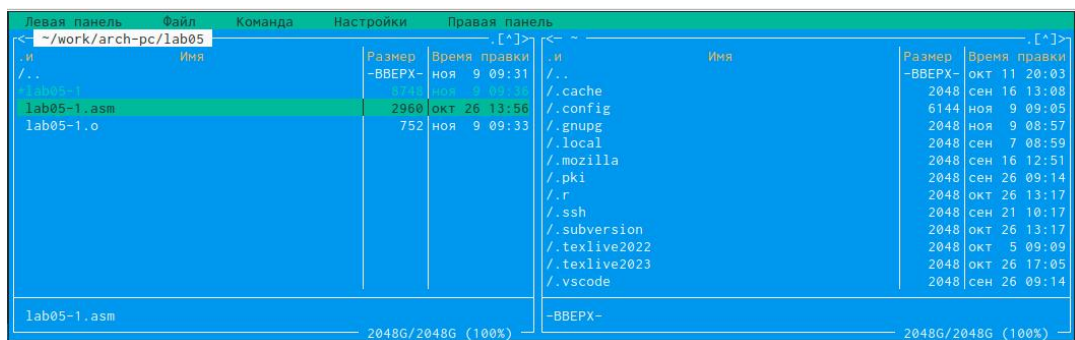 Левая панель Файл Команда Настройки Правая панель
<— ~/work/arch-pc/lab05 .[^]>
.и Имя Размер Время правки
/.. -ВВЕРХ- ноя 9 09:31
*lab05-1 8748 ноя 9 09:36
lab05-1.asm 2960 окт 26 13:56
lab05-1.o 752 ноя 9 09:33
lab05-1.asm
2048G/2048G (100%)
<— ~ .[^]>
.и Имя Размер Время правки
/.. -ВВЕРХ- окт 11 20:03
/.cache 2048 сен 16 13:08
/.config 6144 ноя 9 09:05
/.gnupg 2048 ноя 9 08:57
/.local 2048 сен 7 08:59
/.mozilla 2048 сен 16 12:51
/.pki 2048 сен 26 09:14
/.r 2048 окт 26 13:17
/.ssh 2048 сен 21 10:17
/.subversion 2048 окт 26 13:17
/.texlive2022 2048 окт 5 09:09
/.texlive2023 2048 окт 26 17:05
/.vscode 2048 сен 26 09:14
-ВВЕРХ-
2048G/2048G (100%)